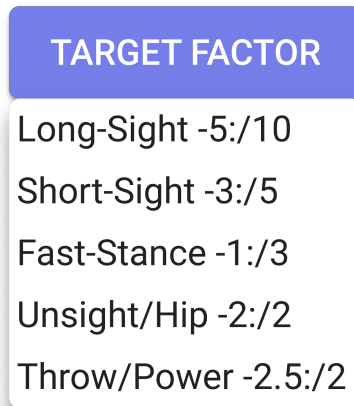 TARGET FACTOR
Long-Sight -5:/10
Short-Sight -3:/5
Fast-Stance -1:/3
Unsight/Hip -2:/2
Throw/Power -2.5:/2